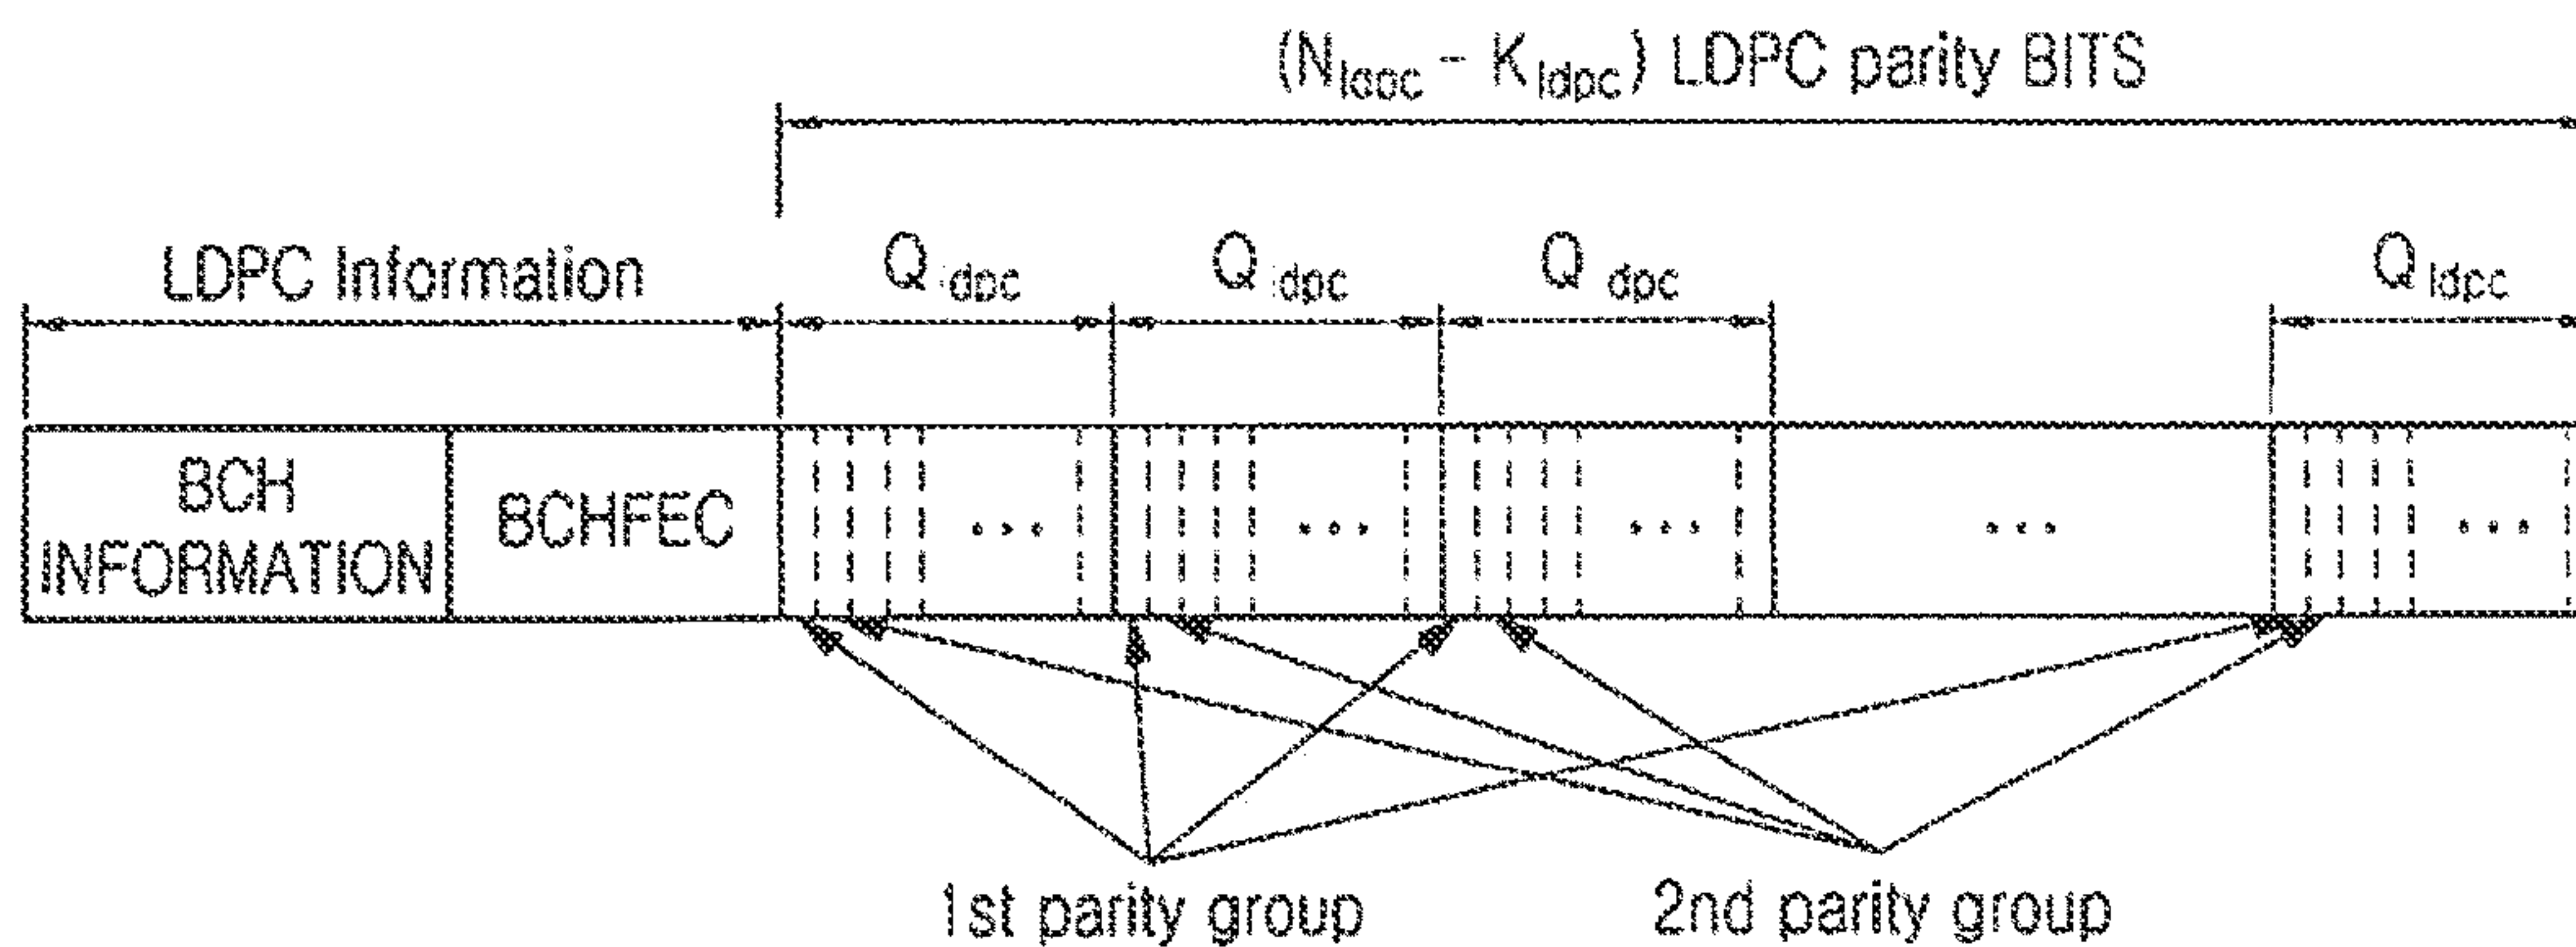 (Nldpc - Kldpc) LDPC parity BITS
LDPC Information
Qldpc
Qldpc
Qldpc
Qldpc
BCH
INFORMATION
BCHFEC
...
...
...
...
...
1st parity group
2nd parity group